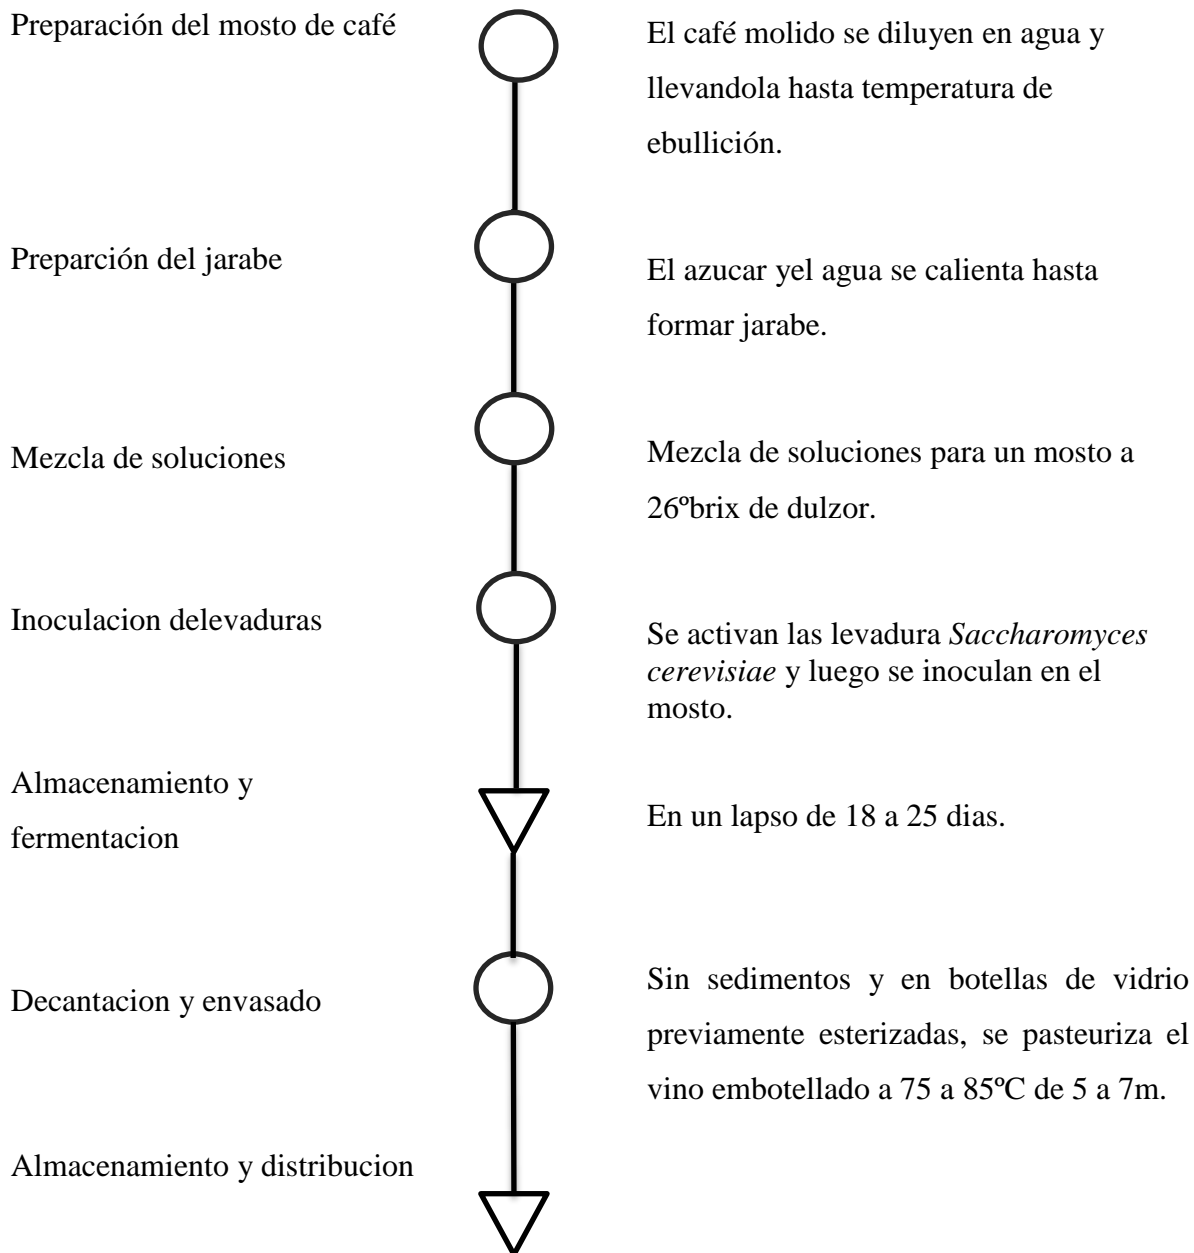 Preparación del mosto de café
El café molido se diluyen en agua y
llevandola hasta temperatura de
ebullición.
Preparción del jarabe
El azucar yel agua se calienta hasta
formar jarabe.
Mezcla de soluciones
Mezcla de soluciones para un mosto a
26ºbrix de dulzor.
Inoculacion delevaduras
Se activan las levadura Saccharomyces
cerevisiae y luego se inoculan en el
mosto.
Almacenamiento y
fermentacion
En un lapso de 18 a 25 dias.
Decantacion y envasado
Sin sedimentos y en botellas de vidrio
previamente esterizadas, se pasteuriza el
vino embotellado a 75 a 85ºC de 5 a 7m.
Almacenamiento y distribucion